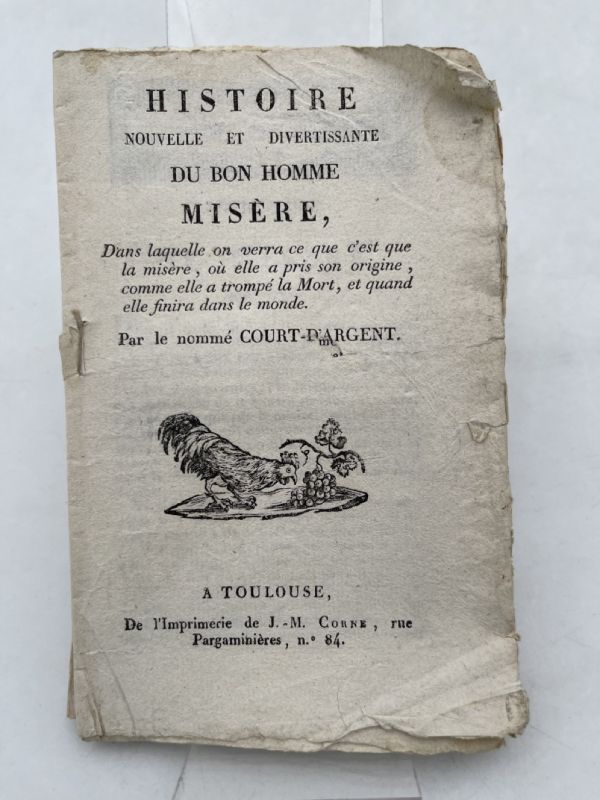 HISTOIRE
NOUVELLE ET DIVERTISSANTE
DU BON HOMME
MISÈRE,
Dans laquelle on verra ce que c'est que
la misère, où elle a pris son origine,
comme elle a trompé la Mort, et quand
elle finira dans le monde.
Par le nommé COURT-D'ARGENT.
A TOULOUSE,
De l'Imprimerie de J.-M. CORNE, rue
Pargaminières, n.º 84.